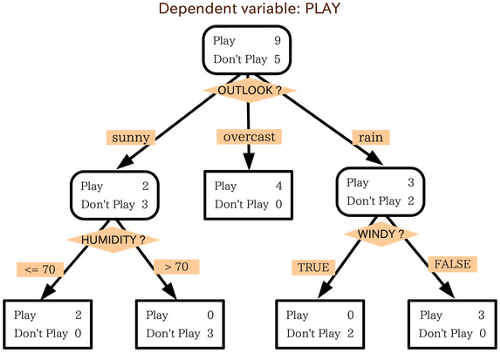 Dependent variable: PLAY
Play 9
Don't Play 5
OUTLOOK ?
sunny
overcast
rain
Play 2
Don't Play 3
Play 4
Don't Play 0
Play 3
Don't Play 2
HUMIDITY ?
WINDY ?
<= 70
> 70
TRUE
FALSE
Play 2
Don't Play 0
Play 0
Don't Play 3
Play 0
Don't Play 2
Play 3
Don't Play 0